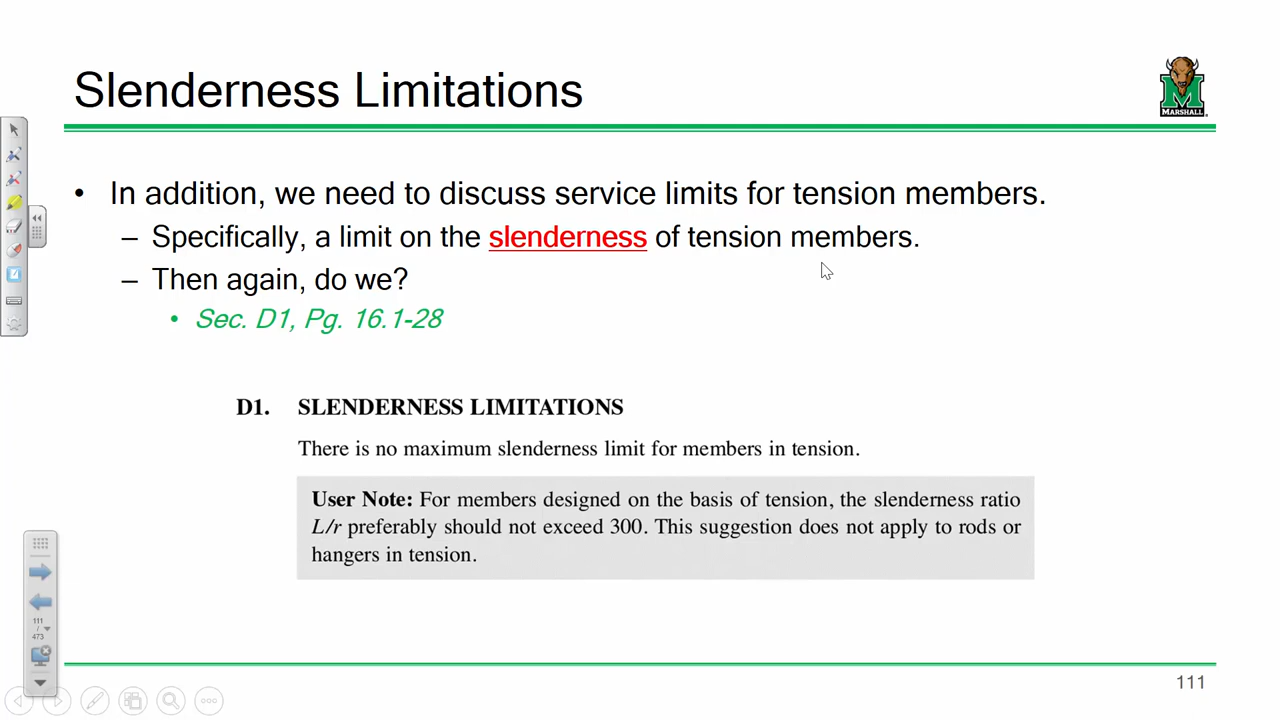 Slenderness Limitations
MARSHALL
• In addition, we need to discuss service limits for tension members.
– Specifically, a limit on the slenderness of tension members.
– Then again, do we?
• Sec. D1, Pg. 16.1-28
D1. SLENDERNESS LIMITATIONS
There is no maximum slenderness limit for members in tension.
User Note: For members designed on the basis of tension, the slenderness ratio
L/r preferably should not exceed 300. This suggestion does not apply to rods or
hangers in tension.
111
/
473
111